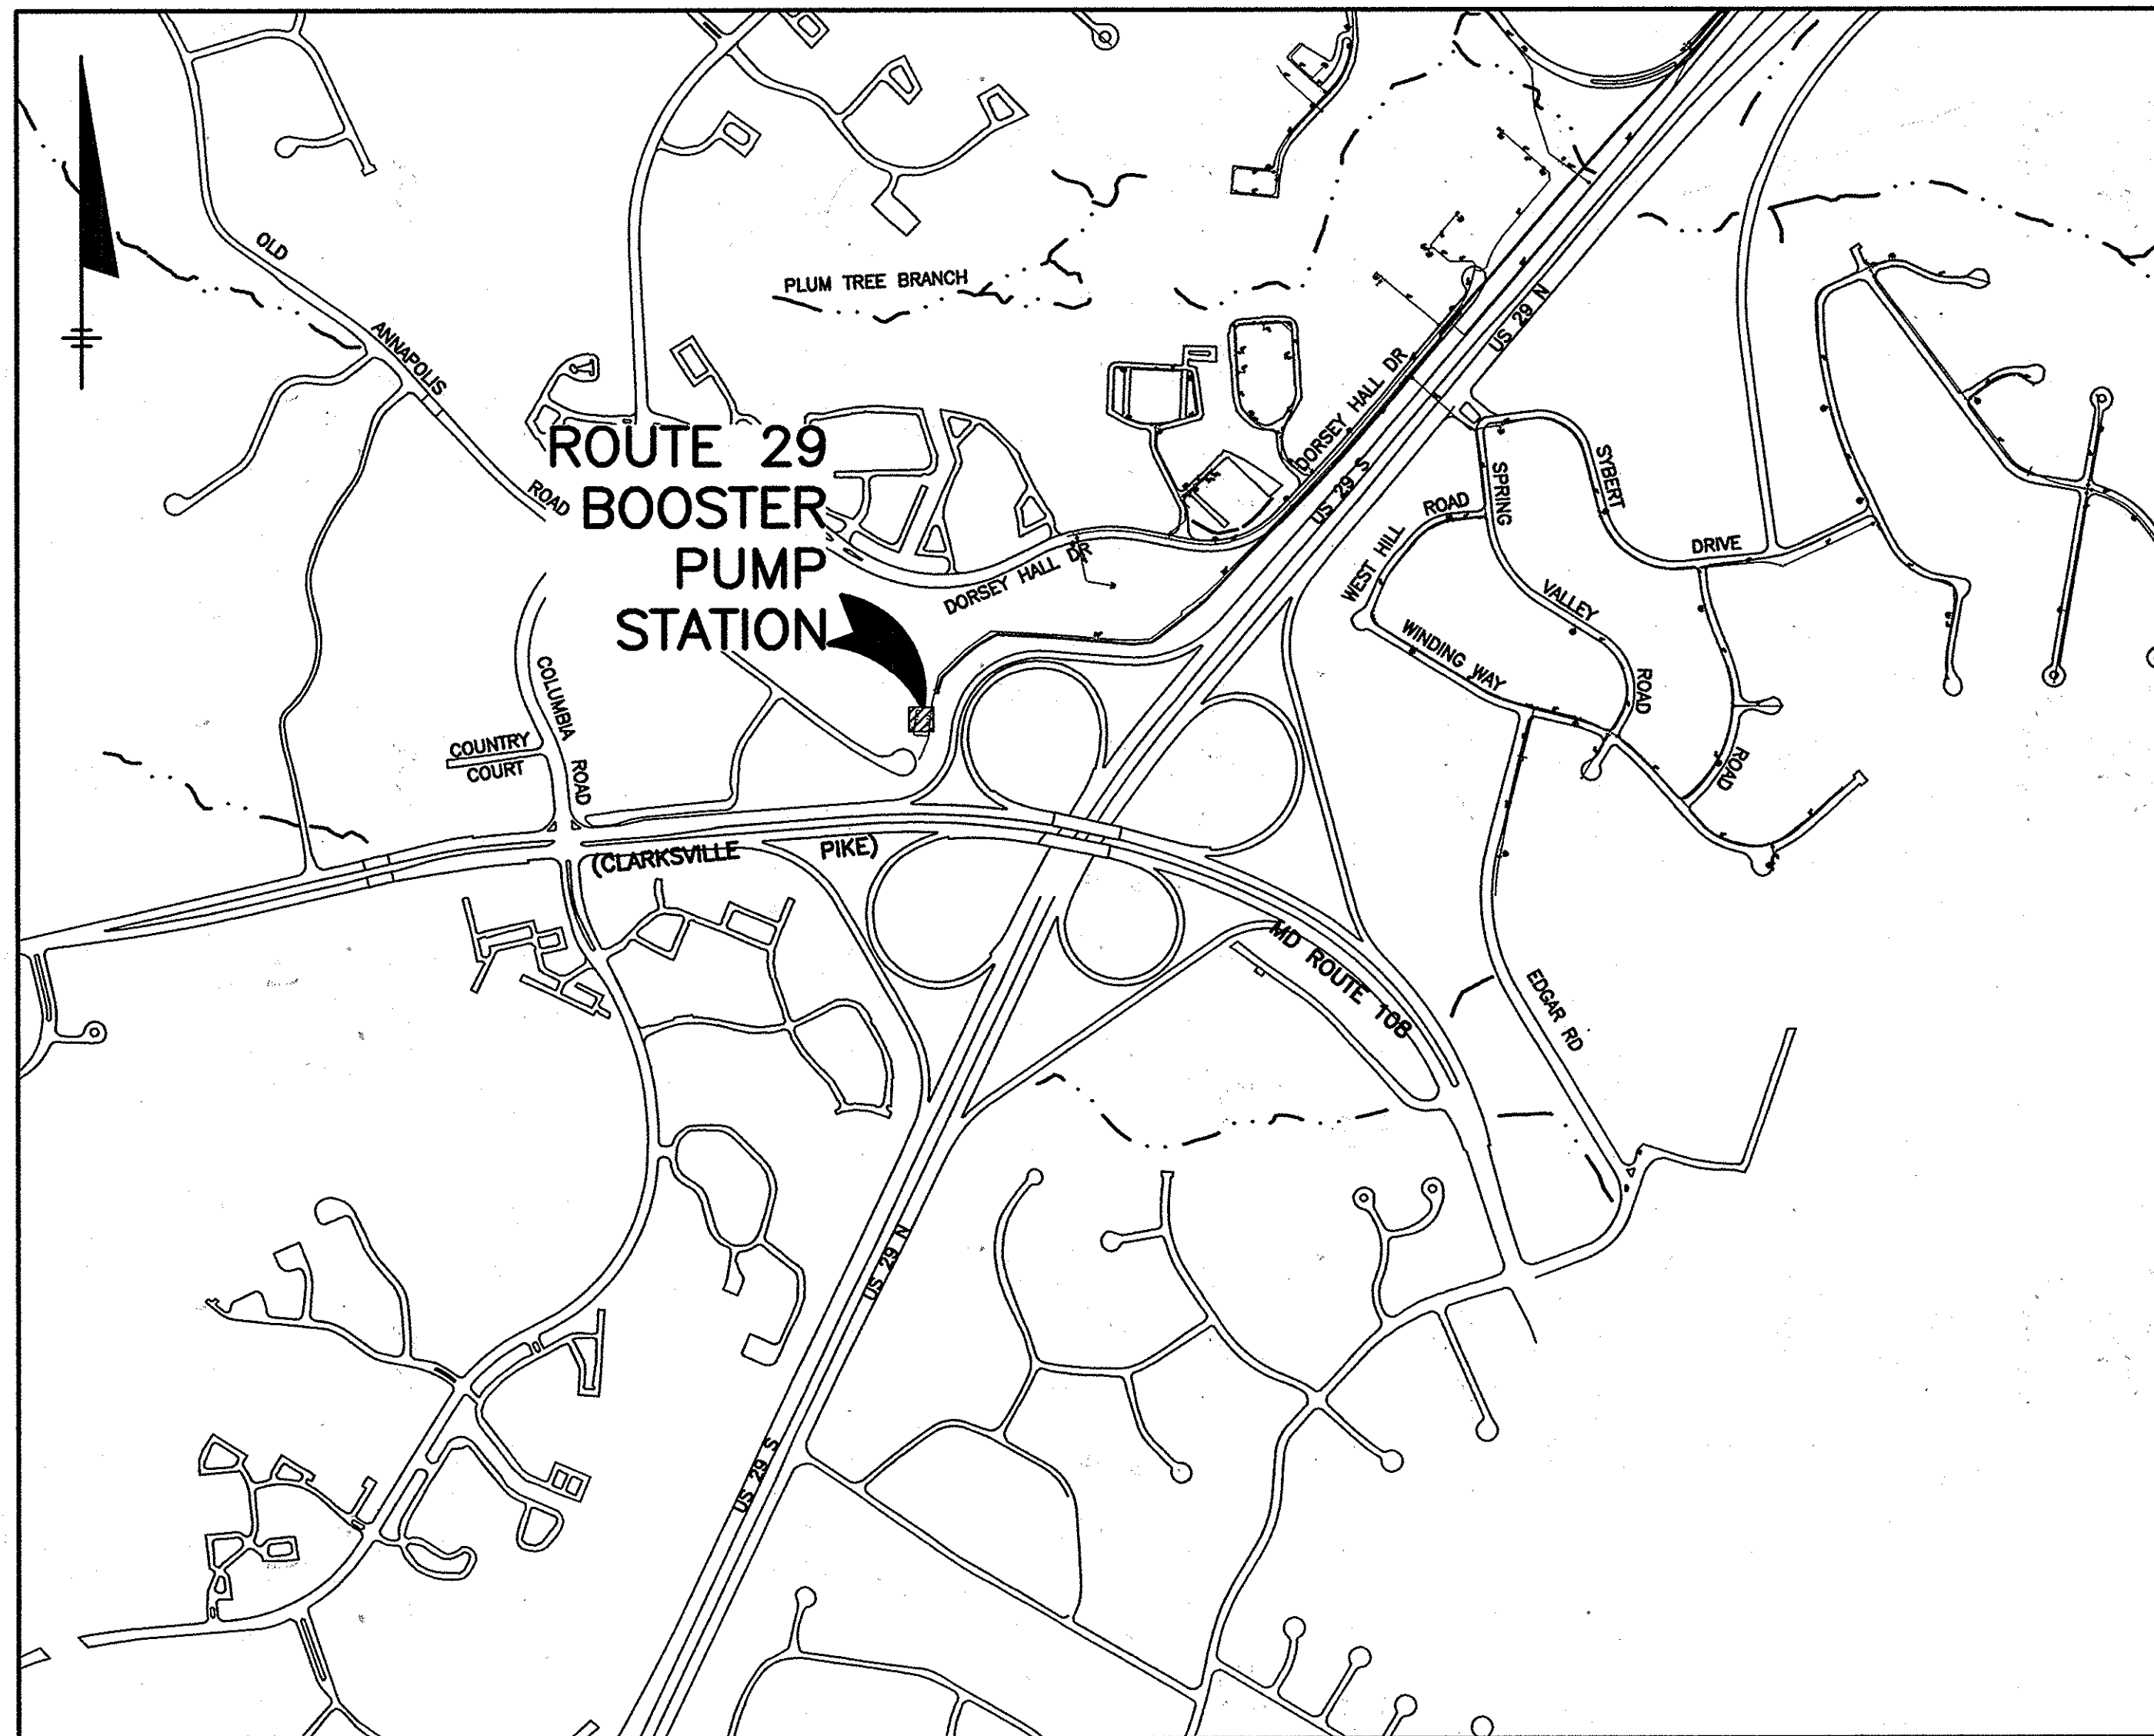 OLD
ANNAPOLIS
ROAD
PLUM TREE BRANCH
ROUTE 29
BOOSTER
PUMP
STATION
DORSEY HALL DR
DORSEY HALL DR
US 29 N
US 29 S
SPRING
VALLEY
ROAD
SYBERT
DRIVE
WEST HILL
ROAD
WINDING WAY
ROAD
COLUMBIA
ROAD
COUNTRY
COURT
(CLARKSVILLE PIKE)
MD ROUTE 108
EDGAR RD
US 29 N
US 29 S